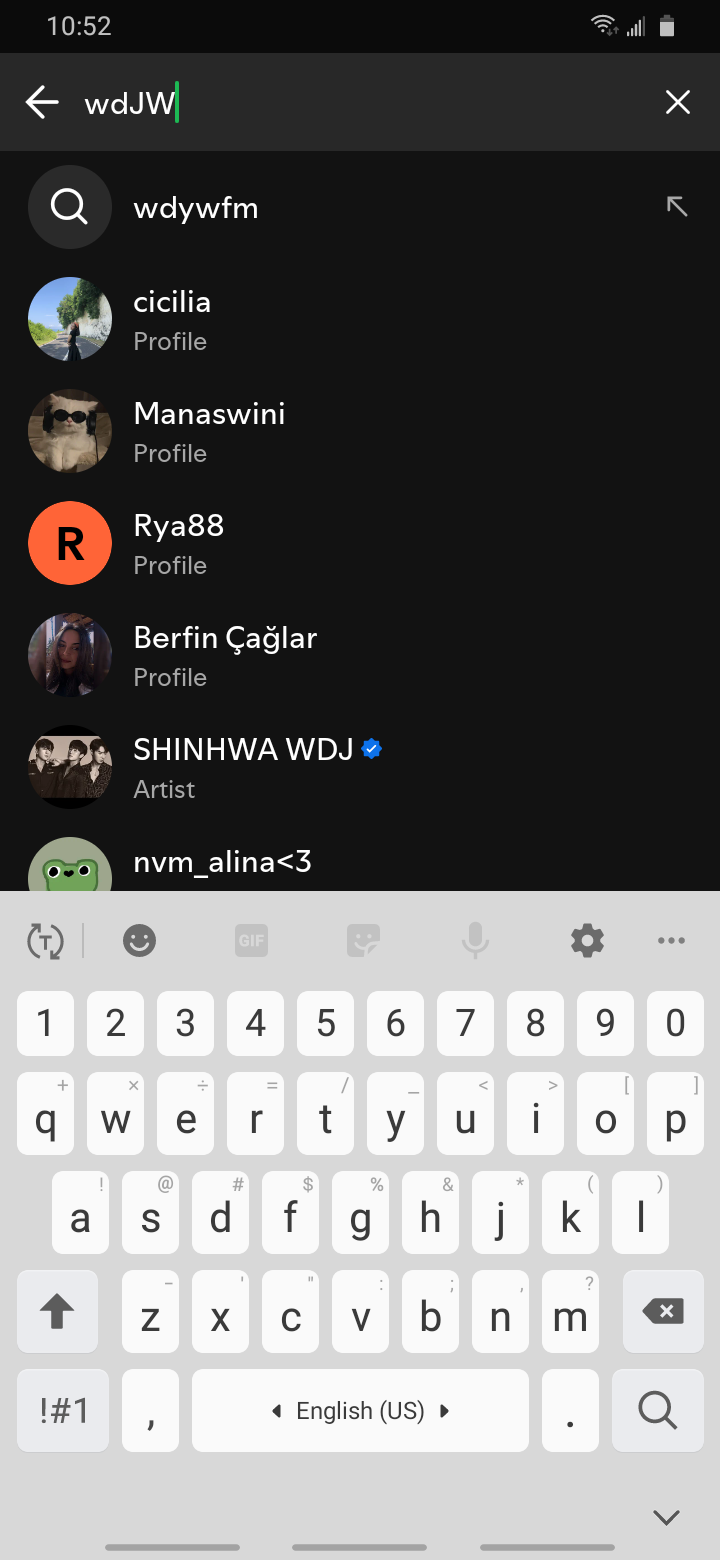 10:52
wdJW
wdywfm
cicilia
Profile
Manaswini
Profile
R
Rya88
Profile
Berfin Çağlar
Profile
SHINHWA WDJ
Artist
nvm_alina<3
T
GIF
1 2 3 4 5 6 7 8 9 0
+ × ÷ = / _ < > [ ]
q w e r t y u i o p
! @ # $ % & * ( )
a s d f g h j k l
- ' " : ; , ?
z x c v b n m
!#1 , English (US) .